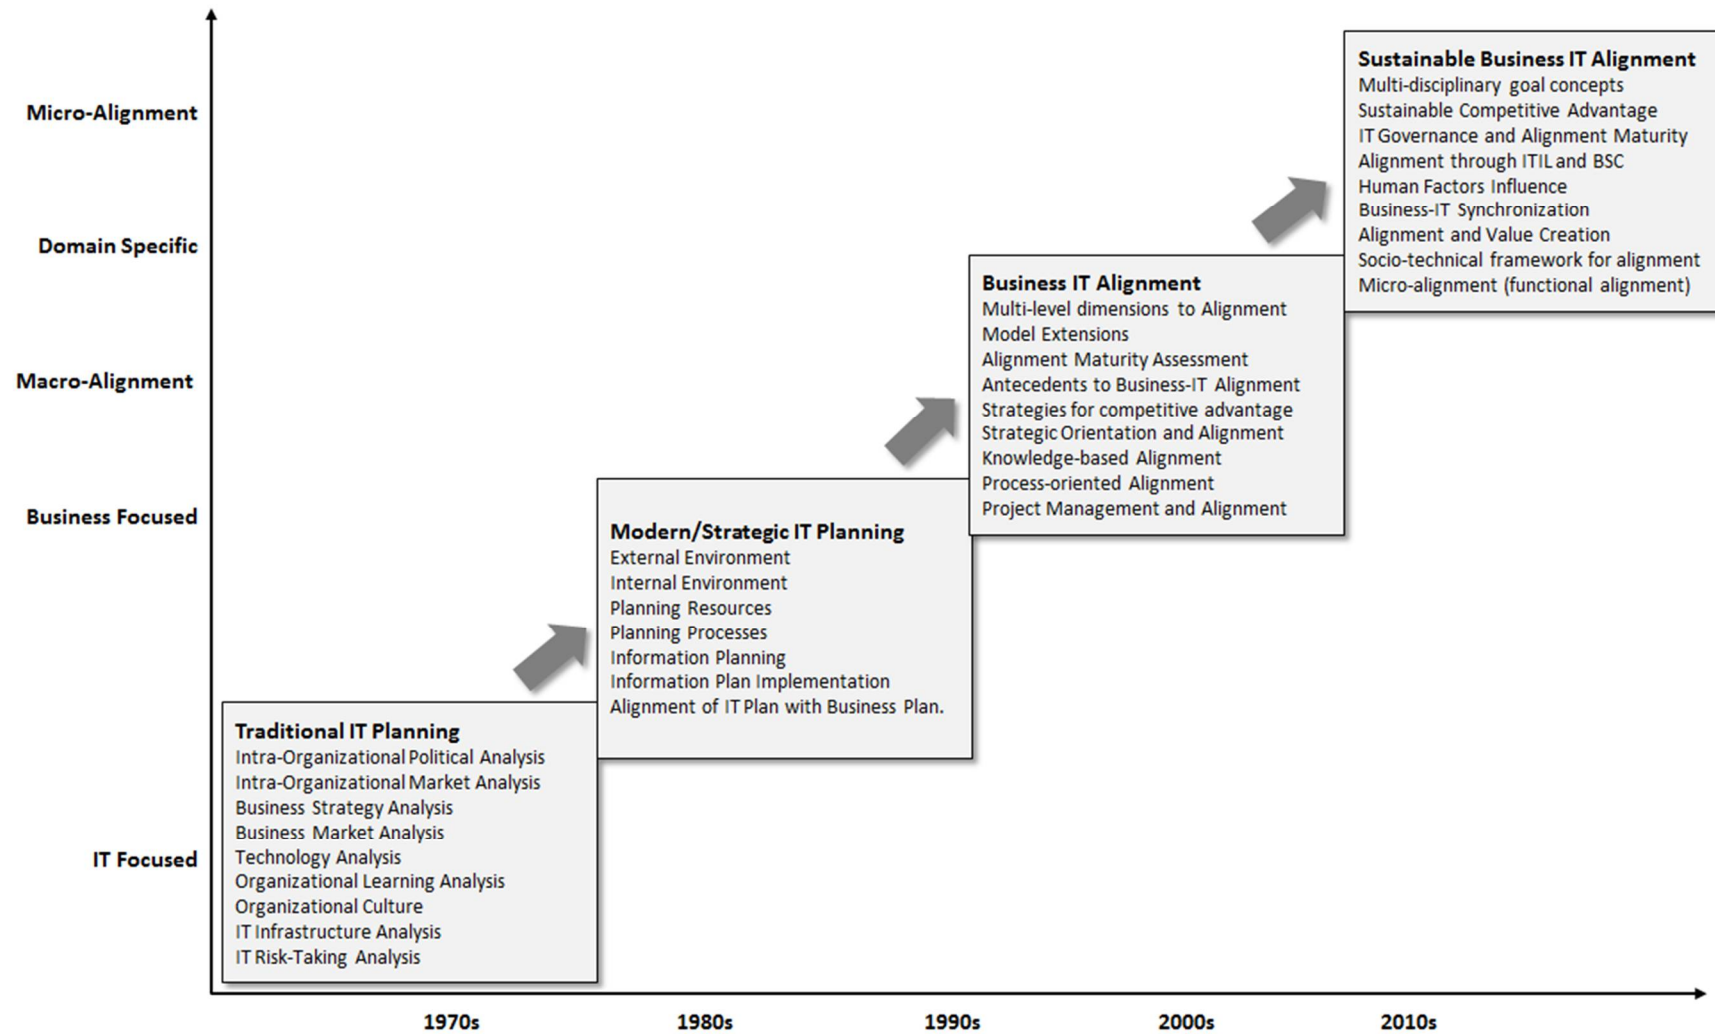 Micro-Alignment
Domain Specific
Macro-Alignment
Business Focused
IT Focused
Traditional IT Planning
Intra-Organizational Political Analysis
Intra-Organizational Market Analysis
Business Strategy Analysis
Business Market Analysis
Technology Analysis
Organizational Learning Analysis
Organizational Culture
IT Infrastructure Analysis
IT Risk-Taking Analysis
Modern/Strategic IT Planning
External Environment
Internal Environment
Planning Resources
Planning Processes
Information Planning
Information Plan Implementation
Alignment of IT Plan with Business Plan.
Business IT Alignment
Multi-level dimensions to Alignment
Model Extensions
Alignment Maturity Assessment
Antecedents to Business-IT Alignment
Strategies for competitive advantage
Strategic Orientation and Alignment
Knowledge-based Alignment
Process-oriented Alignment
Project Management and Alignment
Sustainable Business IT Alignment
Multi-disciplinary goal concepts
Sustainable Competitive Advantage
IT Governance and Alignment Maturity
Alignment through ITIL and BSC
Human Factors Influence
Business-IT Synchronization
Alignment and Value Creation
Socio-technical framework for alignment
Micro-alignment (functional alignment)
1970s
1980s
1990s
2000s
2010s